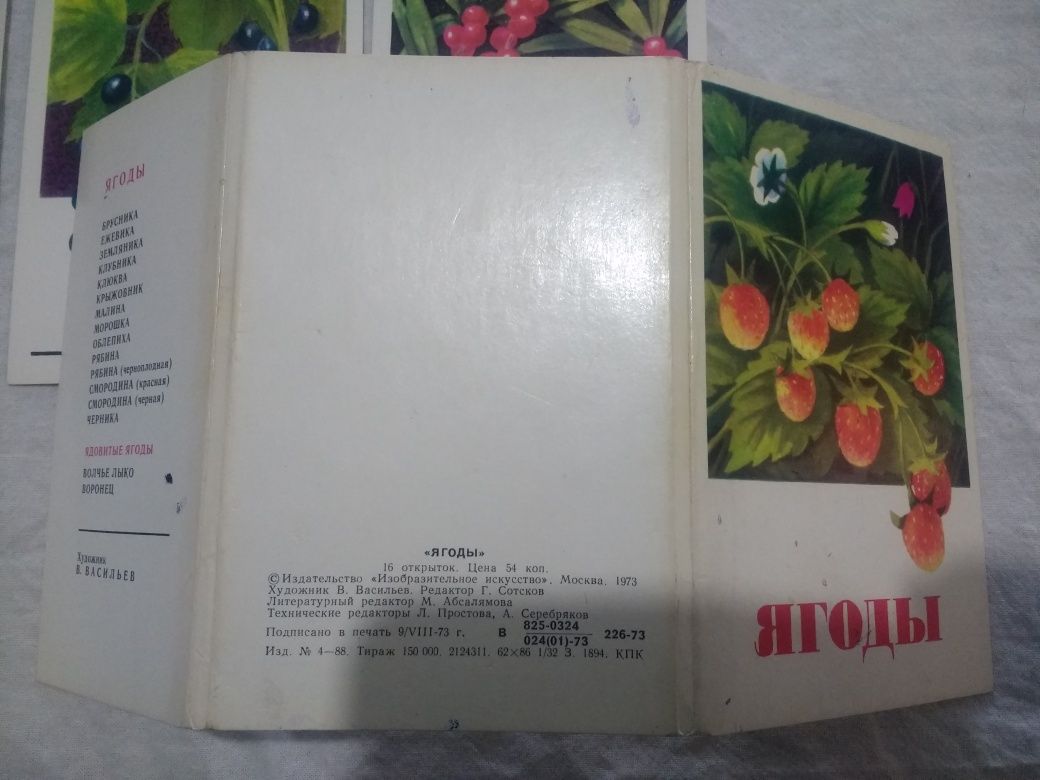 ЯГОДЫ
БРУСНИКА
ЕЖЕВИКА
ЗЕМЛЯНИКА
КЛУБНИКА
КЛЮКВА
КРЫЖОВНИК
МАЛИНА
МОРОШКА
ОБЛЕПИХА
РЯБИНА
РЯБИНА (черноплодная)
СМОРОДИНА (красная)
СМОРОДИНА (черная)
ЧЕРНИКА
ЯДОВИТЫЕ ЯГОДЫ
ВОЛЧЬЕ ЛЫКО
ВОРОНЕЦ
Художник
В. ВАСИЛЬЕВ
«ЯГОДЫ»
16 открыток. Цена 54 коп.
© Издательство «Изобразительное искусство». Москва. 1973
Художник В. Васильев. Редактор Г. Сотсков
Литературный редактор М. Абсалямова
Технические редакторы Л. Простова, А. Серебряков
Подписано в печать 9/VIII-73 г. В 825-0324/024(01)-73 226-73
Изд. № 4—88. Тираж 150 000. 2124311. 62×86 1/32 З. 1894. КПК
ЯГОДЫ